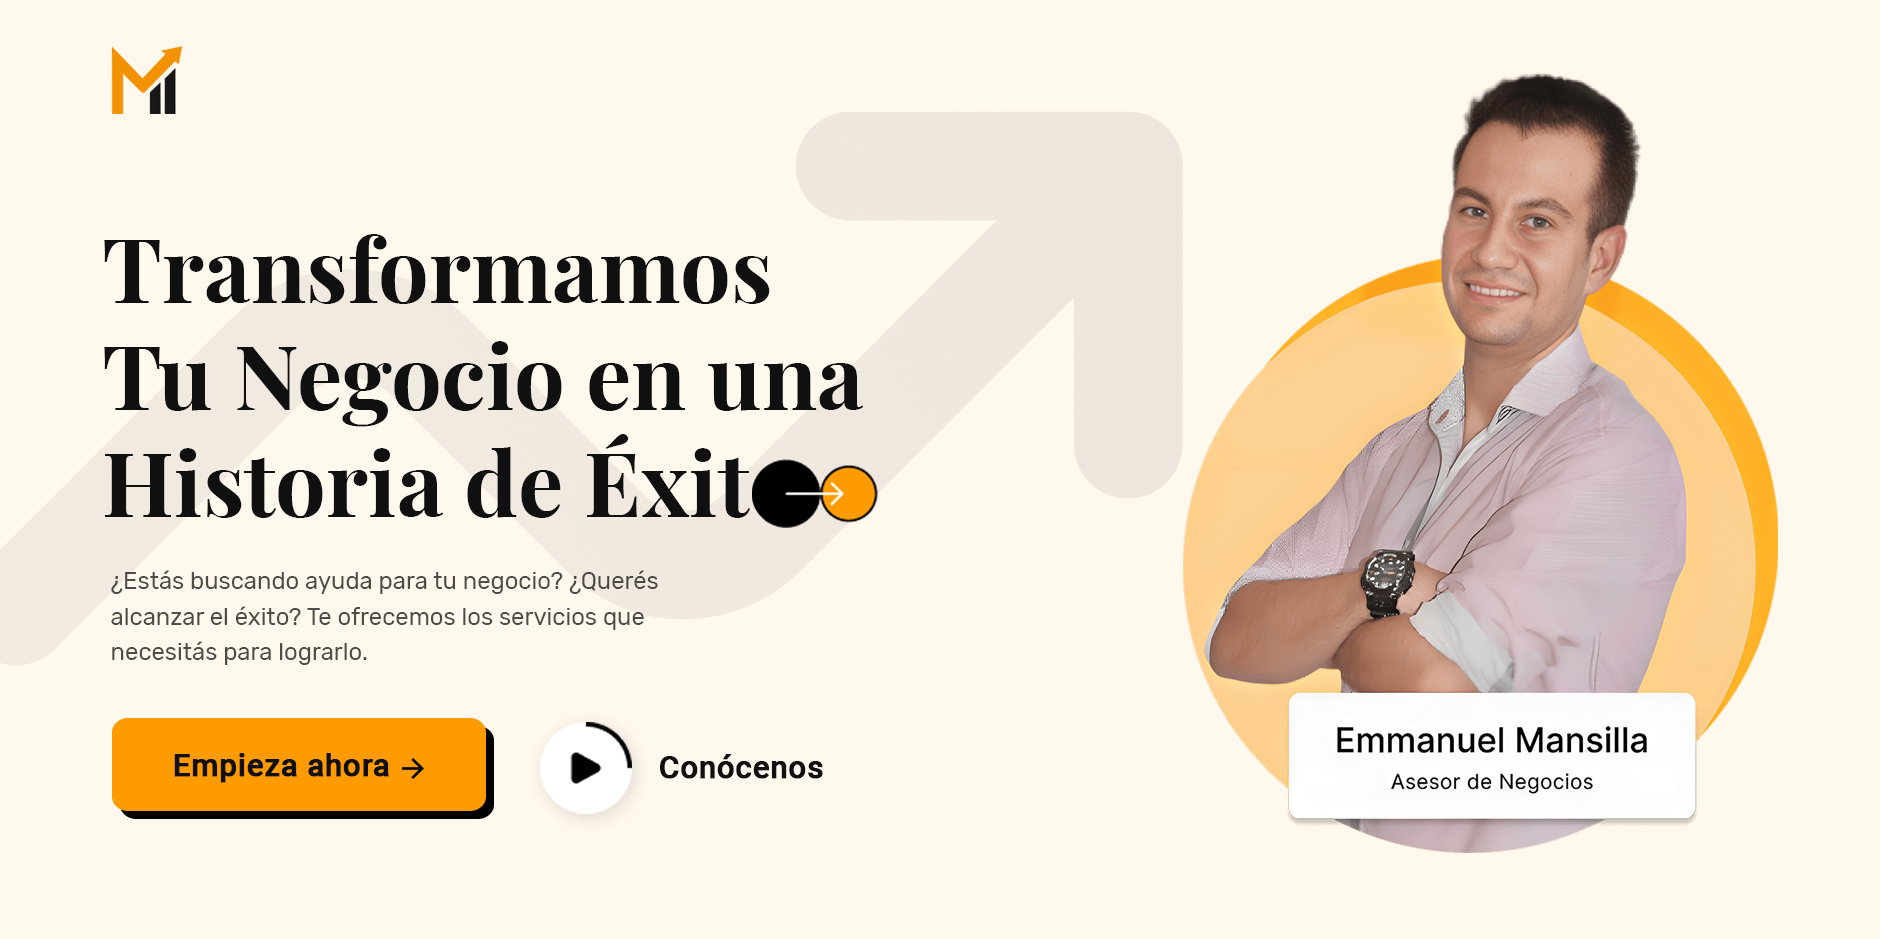 Transformamos
Tu Negocio en una
Historia de Éxito
¿Estás buscando ayuda para tu negocio? ¿Querés
alcanzar el éxito? Te ofrecemos los servicios que
necesitás para lograrlo.
Empieza ahora →
Conócenos
Emmanuel Mansilla
Asesor de Negocios